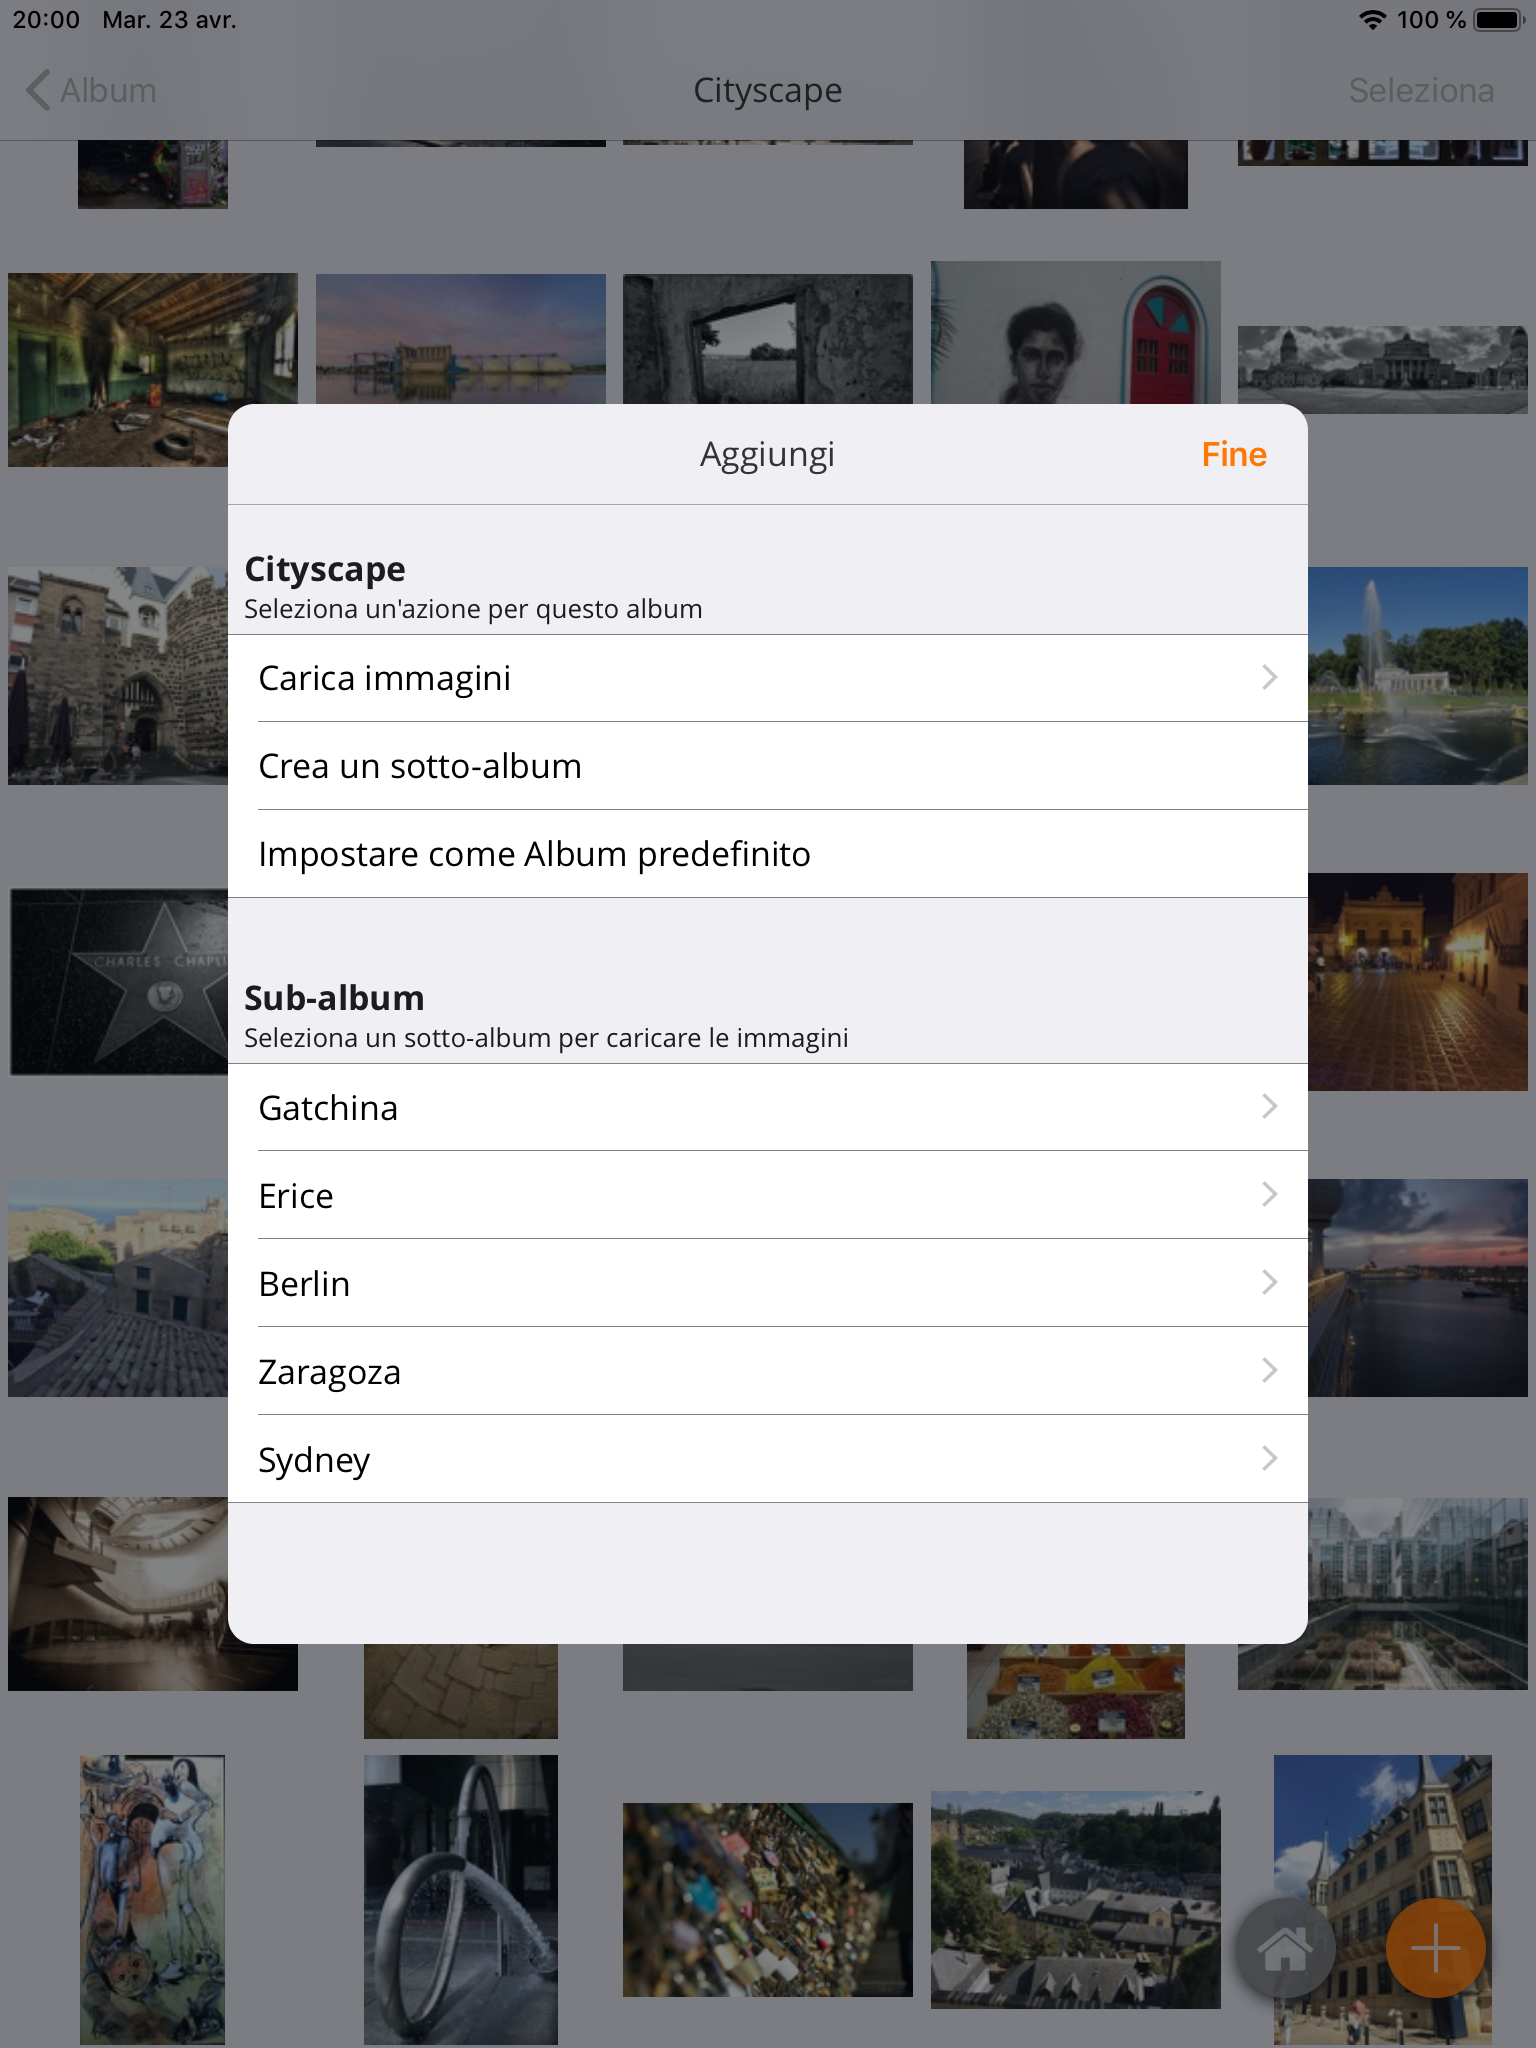 20:00 Mar. 23 avr. 100 %
Album Cityscape Seleziona
Aggiungi Fine
Cityscape
Seleziona un'azione per questo album
Carica immagini
Crea un sotto-album
Impostare come Album predefinito
CHARLES
Sub-album
Seleziona un sotto-album per caricare le immagini
Gatchina
Erice
Berlin
Zaragoza
Sydney